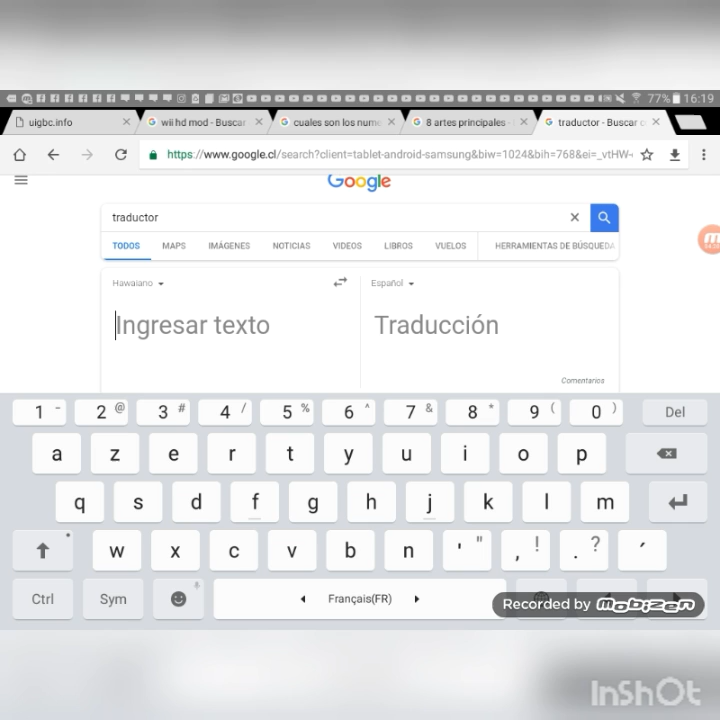 77% 16:19
uigbc.info
wii hd mod - Buscar
cuales son los nume
8 artes principales -
traductor - Buscar c
https://www.google.cl/search?client=tablet-android-samsung&biw=1024&bih=768&ei=_vtHW-
Google
traductor
TODOS MAPS IMÁGENES NOTICIAS VIDEOS LIBROS VUELOS HERRAMIENTAS DE BÚSQUEDA
Hawaiano Español
Ingresar texto Traducción
Comentarios
1 - 2 @ 3 # 4 / 5 % 6 ^ 7 & 8 * 9 ( 0 ) Del
a z e r t y u i o p
q s d f g h j k l m
w x c v b n ' " , ! . ? ´
Ctrl Sym Français(FR)
Recorded by mobizen
InShOt